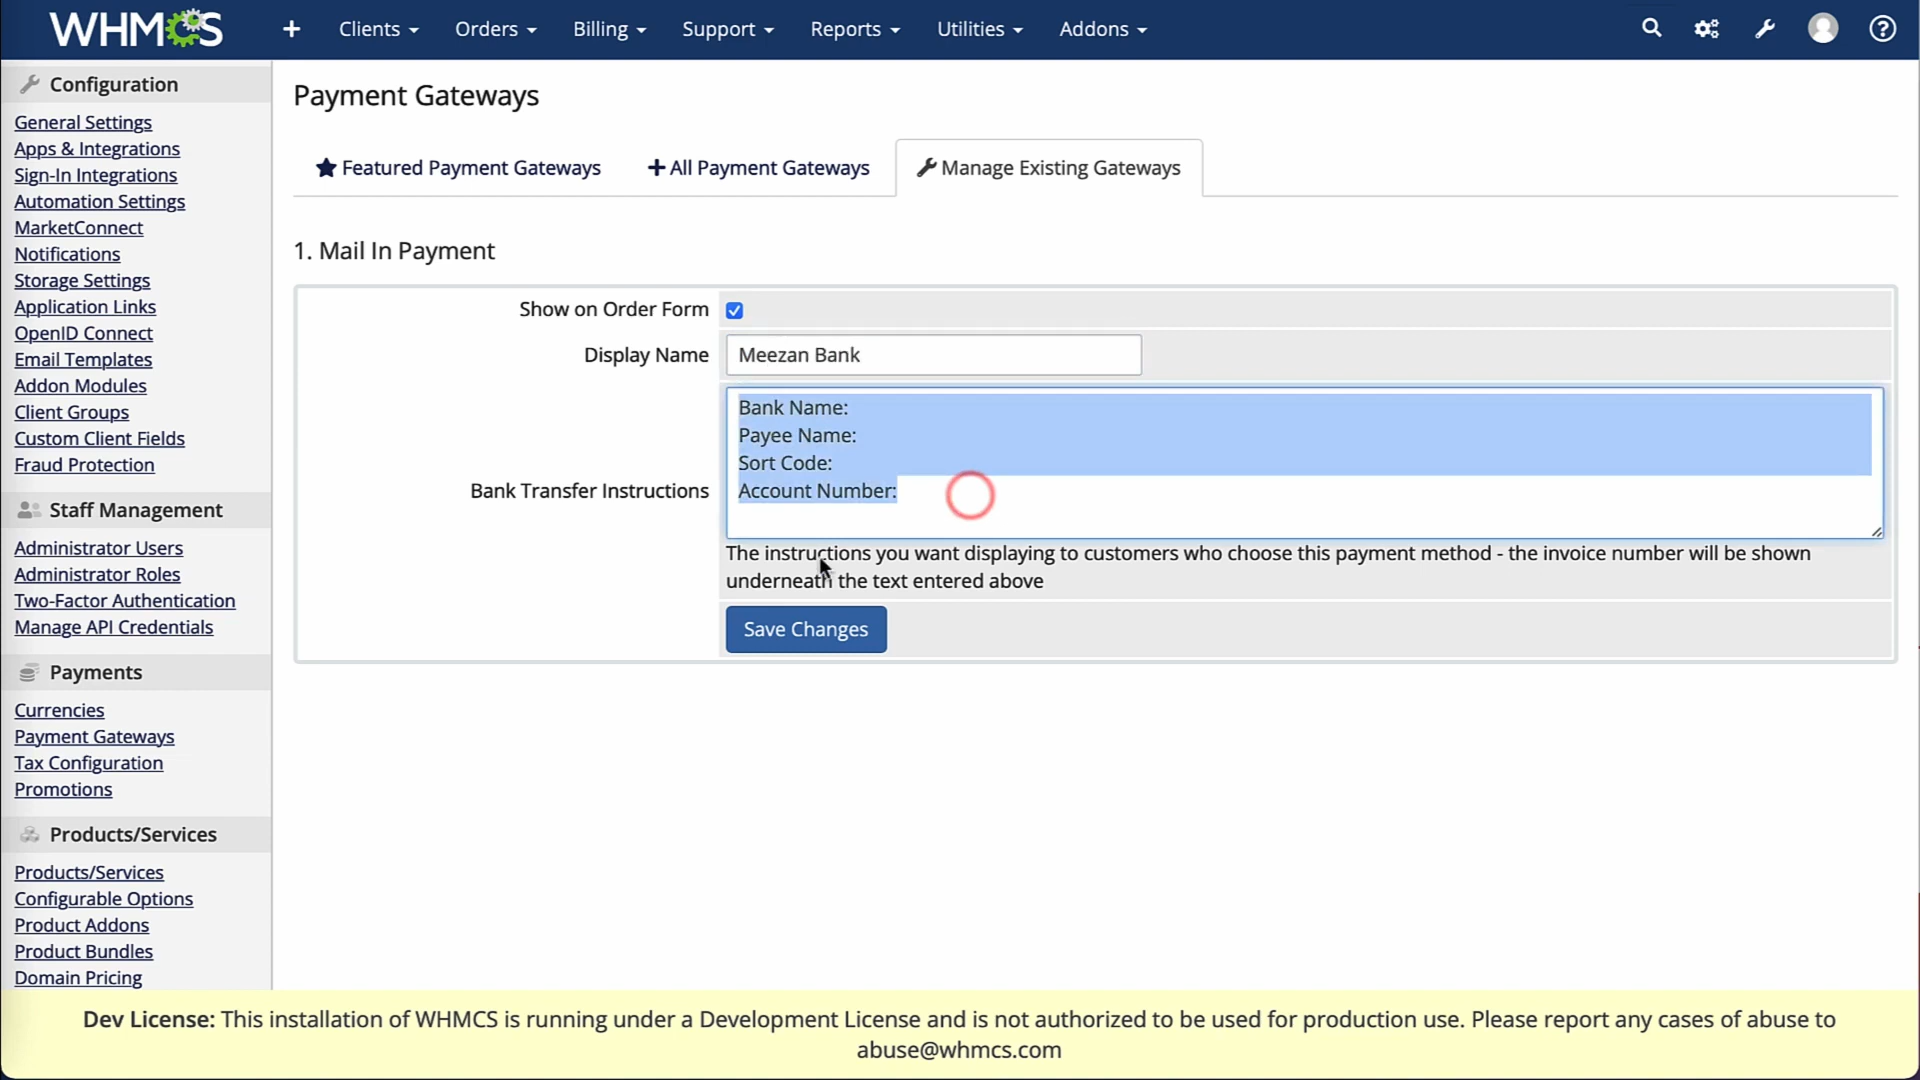 WHMCS
Clients
Orders
Billing
Support
Reports
Utilities
Addons
Configuration
General Settings
Apps & Integrations
Sign-In Integrations
Automation Settings
MarketConnect
Notifications
Storage Settings
Application Links
OpenID Connect
Email Templates
Addon Modules
Client Groups
Custom Client Fields
Fraud Protection
Staff Management
Administrator Users
Administrator Roles
Two-Factor Authentication
Manage API Credentials
Payments
Currencies
Payment Gateways
Tax Configuration
Promotions
Products/Services
Products/Services
Configurable Options
Product Addons
Product Bundles
Domain Pricing
Payment Gateways
Featured Payment Gateways
All Payment Gateways
Manage Existing Gateways
1. Mail In Payment
Show on Order Form
Display Name
Meezan Bank
Bank Transfer Instructions
Bank Name:
Payee Name:
Sort Code:
Account Number:
The instructions you want displaying to customers who choose this payment method - the invoice number will be shown
underneath the text entered above
Save Changes
Dev License: This installation of WHMCS is running under a Development License and is not authorized to be used for production use. Please report any cases of abuse to
abuse@whmcs.com